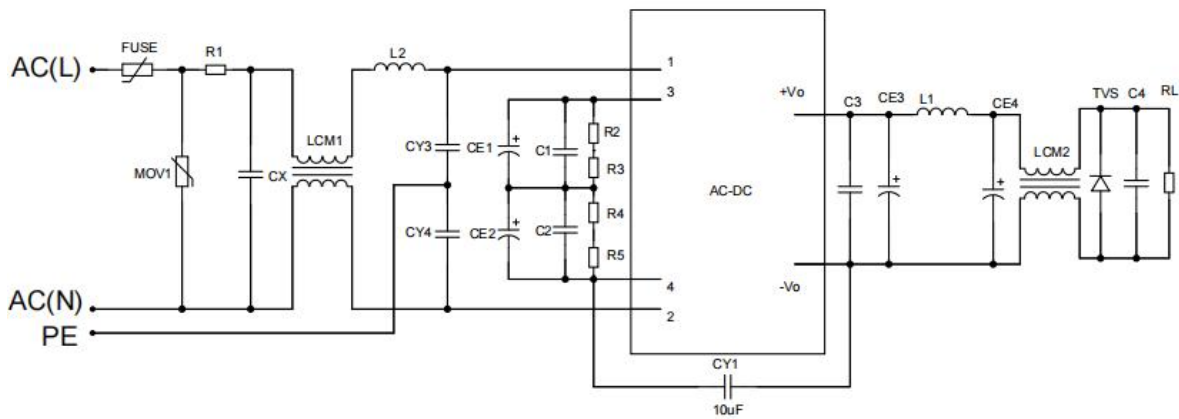 FUSE
R1
L2
AC(L)
LCM1
MOV1
CX
CY3
CY4
AC(N)
PE
1
3
CE1
+
C1
R2
R3
CE2
+
C2
R4
R5
4
2
AC-DC
+Vo
-Vo
CY1
10uF
C3
CE3
+
L1
CE4
+
LCM2
TVS
C4
RL